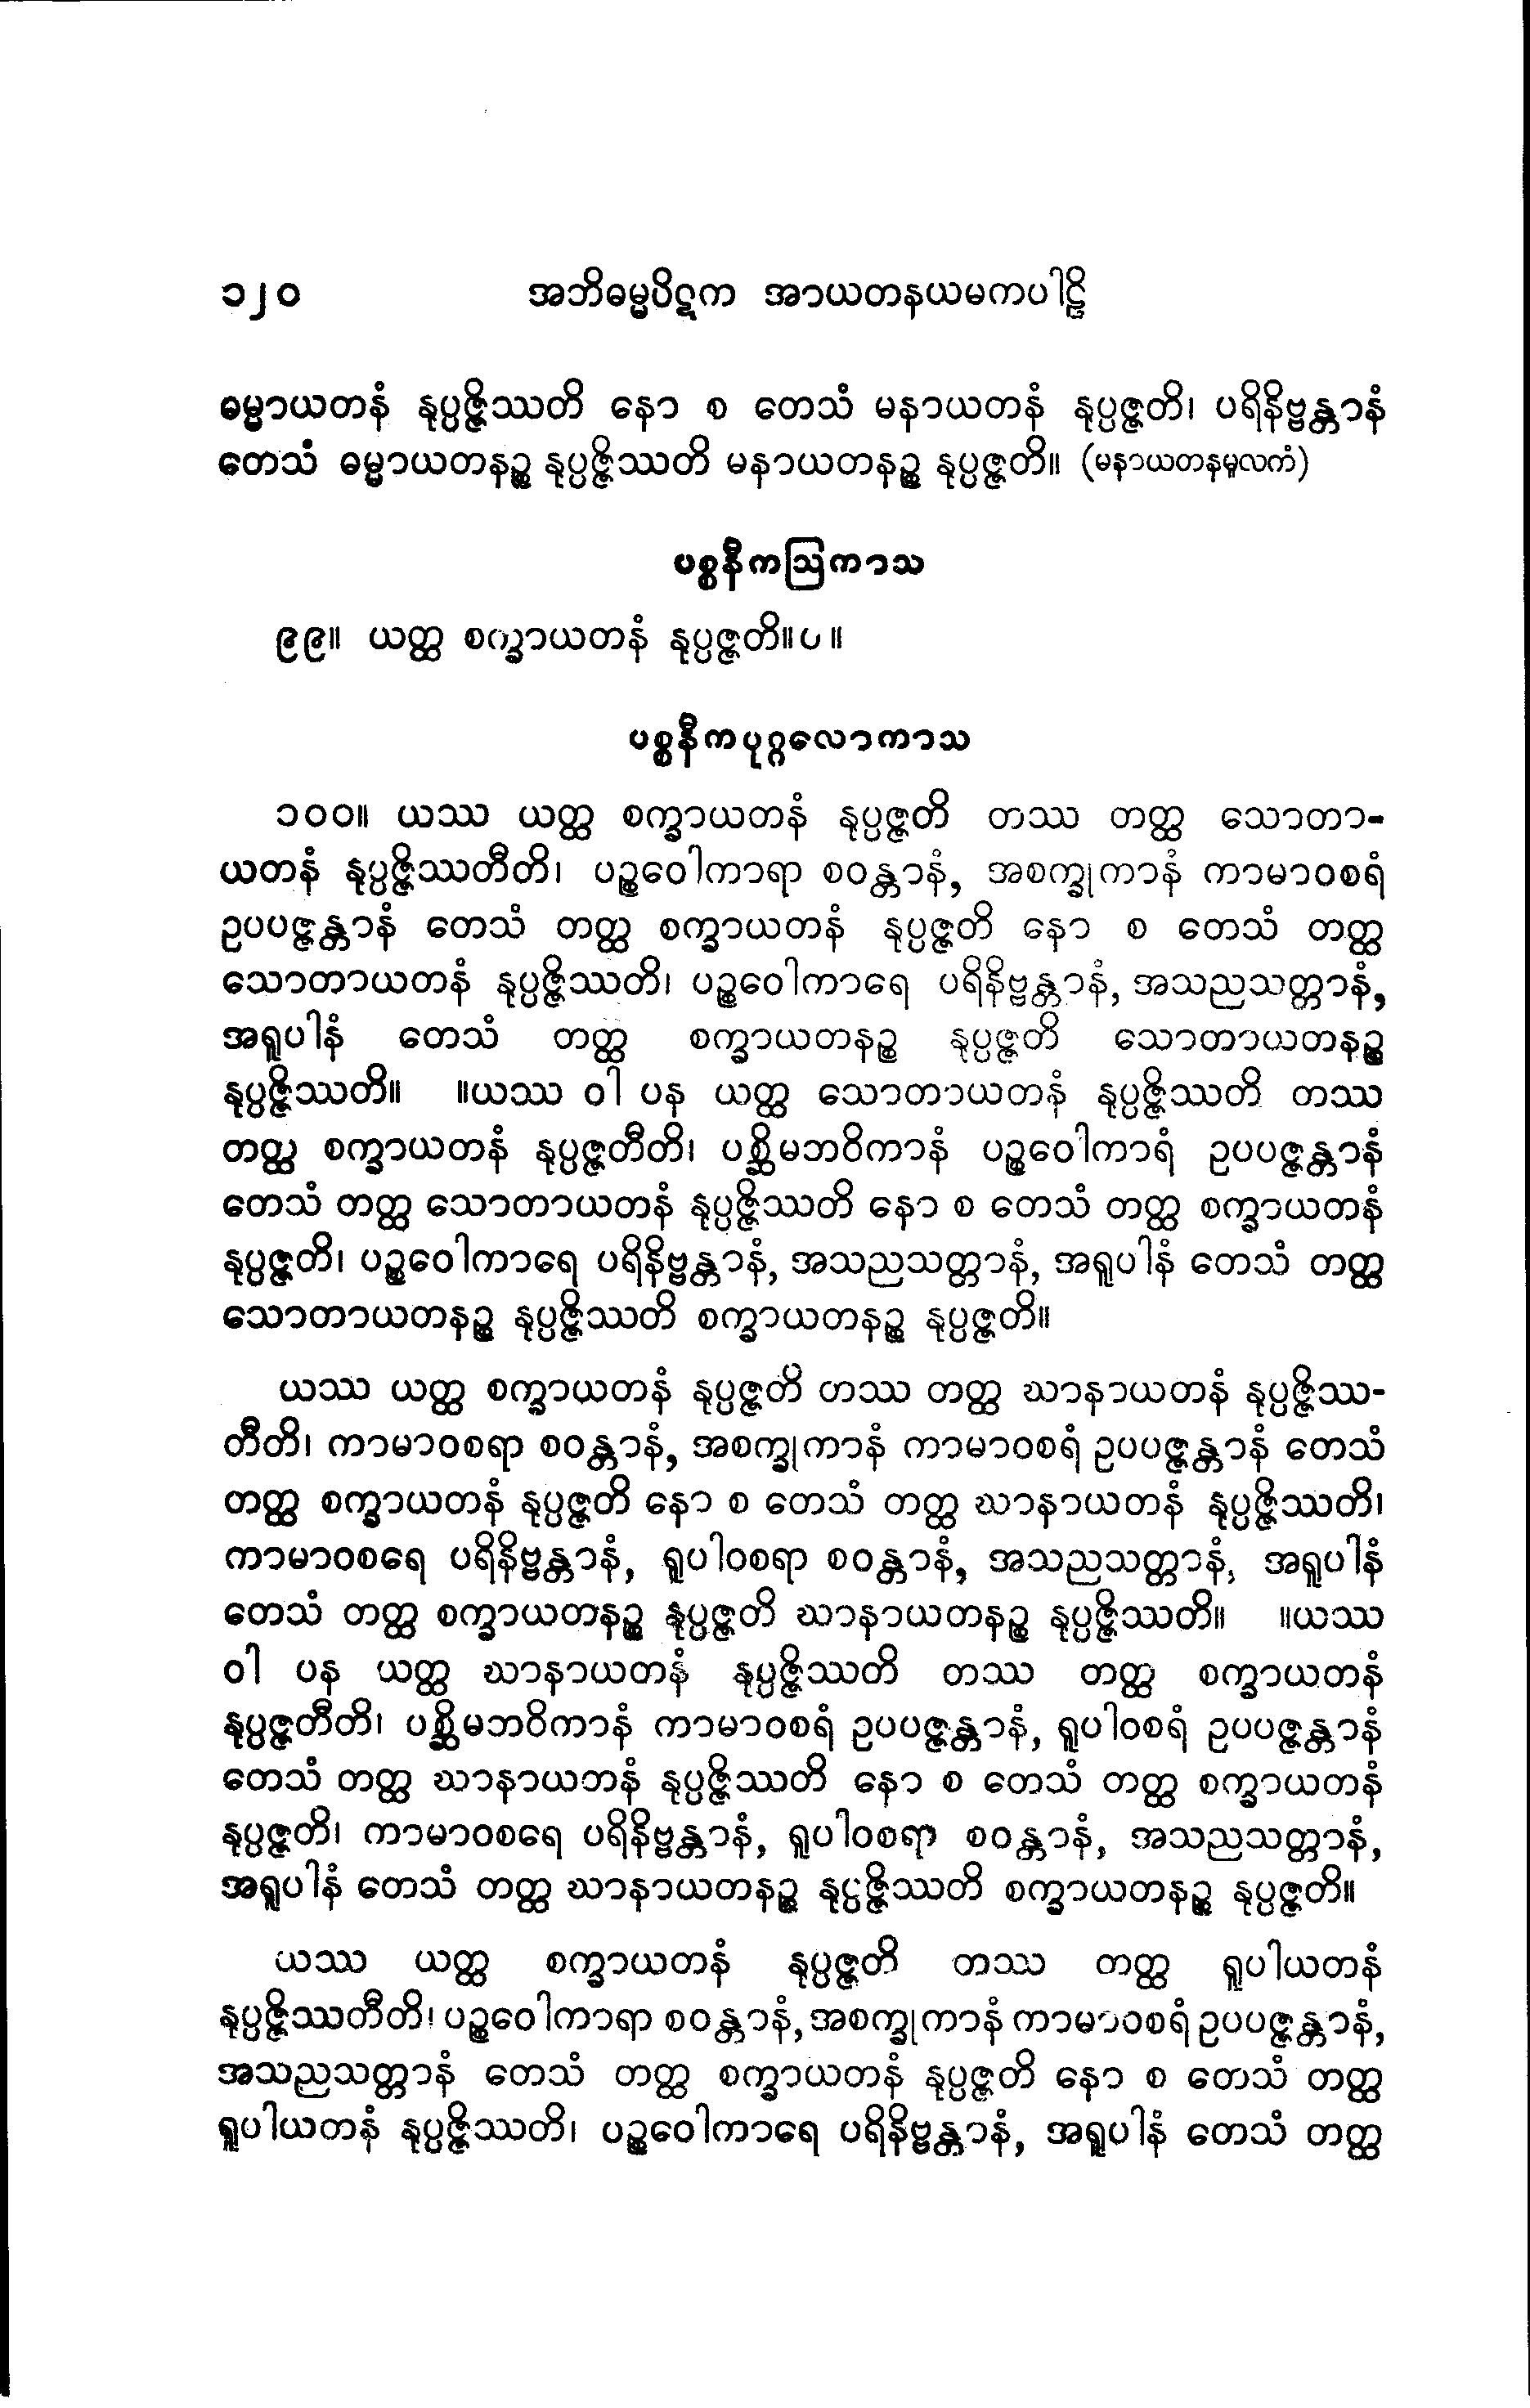 ၁၂၀ အဘိဓမ္မပိဋက အာယတနယမကပါဠိ
ဓမ္မာယတနံ နုပ္ပဇ္ဇိဿတိ နော စ တေသံ မနာယတနံ နုပ္ပဇ္ဇတိ၊ ပရိနိဗ္ဗန္တာနံ
တေသံ ဓမ္မာယတနဉ္စ နုပ္ပဇ္ဇိဿတိ မနာယတနဉ္စ နုပ္ပဇ္ဇတိ။ (မနာယတနမူလကံ)
ပစ္စနီကဩကာသ
၉၉။ ယတ္ထ စက္ခာယတနံ နုပ္ပဇ္ဇတိ။ပ။
ပစ္စနီကပုဂ္ဂလောကာသ
၁၀၀။ ယဿ ယတ္ထ စက္ခာယတနံ နုပ္ပဇ္ဇတိ တဿ တတ္ထ သောတာ-
ယတနံ နုပ္ပဇ္ဇိဿတီတိ၊ ပဉ္စဝေါကာရာ စဝန္တာနံ, အစက္ခုကာနံ ကာမာဝစရံ
ဥပပဇ္ဇန္တာနံ တေသံ တတ္ထ စက္ခာယတနံ နုပ္ပဇ္ဇတိ နော စ တေသံ တတ္ထ
သောတာယတနံ နုပ္ပဇ္ဇိဿတိ၊ ပဉ္စဝေါကာရေ ပရိနိဗ္ဗန္တာနံ, အသညသတ္တာနံ,
အရူပါနံ တေသံ တတ္ထ စက္ခာယတနဉ္စ နုပ္ပဇ္ဇတိ သောတာယတနဉ္စ
နုပ္ပဇ္ဇိဿတိ။ ။ယဿ ဝါ ပန ယတ္ထ သောတာယတနံ နုပ္ပဇ္ဇိဿတိ တဿ
တတ္ထ စက္ခာယတနံ နုပ္ပဇ္ဇတီတိ၊ ပစ္ဆိမဘဝိကာနံ ပဉ္စဝေါကာရံ ဥပပဇ္ဇန္တာနံ
တေသံ တတ္ထ သောတာယတနံ နုပ္ပဇ္ဇိဿတိ နော စ တေသံ တတ္ထ စက္ခာယတနံ
နုပ္ပဇ္ဇတိ၊ ပဉ္စဝေါကာရေ ပရိနိဗ္ဗန္တာနံ, အသညသတ္တာနံ, အရူပါနံ တေသံ တတ္ထ
သောတာယတနဉ္စ နုပ္ပဇ္ဇိဿတိ စက္ခာယတနဉ္စ နုပ္ပဇ္ဇတိ။
ယဿ ယတ္ထ စက္ခာယတနံ နုပ္ပဇ္ဇတိ တဿ တတ္ထ ဃာနာယတနံ နုပ္ပဇ္ဇိဿ-
တီတိ၊ ကာမာဝစရာ စဝန္တာနံ, အစက္ခုကာနံ ကာမာဝစရံ ဥပပဇ္ဇန္တာနံ တေသံ
တတ္ထ စက္ခာယတနံ နုပ္ပဇ္ဇတိ နော စ တေသံ တတ္ထ ဃာနာယတနံ နုပ္ပဇ္ဇိဿတိ၊
ကာမာဝစရေ ပရိနိဗ္ဗန္တာနံ, ရူပါဝစရာ စဝန္တာနံ, အသညသတ္တာနံ, အရူပါနံ
တေသံ တတ္ထ စက္ခာယတနဉ္စ နုပ္ပဇ္ဇတိ ဃာနာယတနဉ္စ နုပ္ပဇ္ဇိဿတိ။ ။ယဿ
ဝါ ပန ယတ္ထ ဃာနာယတနံ နုပ္ပဇ္ဇိဿတိ တဿ တတ္ထ စက္ခာယတနံ
နုပ္ပဇ္ဇတီတိ၊ ပစ္ဆိမဘဝိကာနံ ကာမာဝစရံ ဥပပဇ္ဇန္တာနံ, ရူပါဝစရံ ဥပပဇ္ဇန္တာနံ
တေသံ တတ္ထ ဃာနာယတနံ နုပ္ပဇ္ဇိဿတိ နော စ တေသံ တတ္ထ စက္ခာယတနံ
နုပ္ပဇ္ဇတိ၊ ကာမာဝစရေ ပရိနိဗ္ဗန္တာနံ, ရူပါဝစရာ စဝန္တာနံ, အသညသတ္တာနံ,
အရူပါနံ တေသံ တတ္ထ ဃာနာယတနဉ္စ နုပ္ပဇ္ဇိဿတိ စက္ခာယတနဉ္စ နုပ္ပဇ္ဇတိ။
ယဿ ယတ္ထ စက္ခာယတနံ နုပ္ပဇ္ဇတိ တဿ တတ္ထ ရူပါယတနံ
နုပ္ပဇ္ဇိဿတီတိ၊ ပဉ္စဝေါကာရာ စဝန္တာနံ, အစက္ခုကာနံ ကာမာဝစရံ ဥပပဇ္ဇန္တာနံ,
အသညသတ္တာနံ တေသံ တတ္ထ စက္ခာယတနံ နုပ္ပဇ္ဇတိ နော စ တေသံ တတ္ထ
ရူပါယတနံ နုပ္ပဇ္ဇိဿတိ၊ ပဉ္စဝေါကာရေ ပရိနိဗ္ဗန္တာနံ, အရူပါနံ တေသံ တတ္ထ